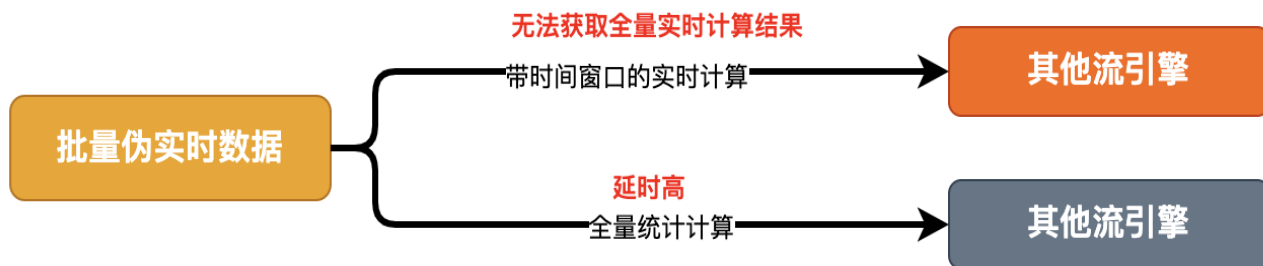 无法获取全量实时计算结果
带时间窗口的实时计算
其他流引擎
批量伪实时数据
延时高
全量统计计算
其他流引擎